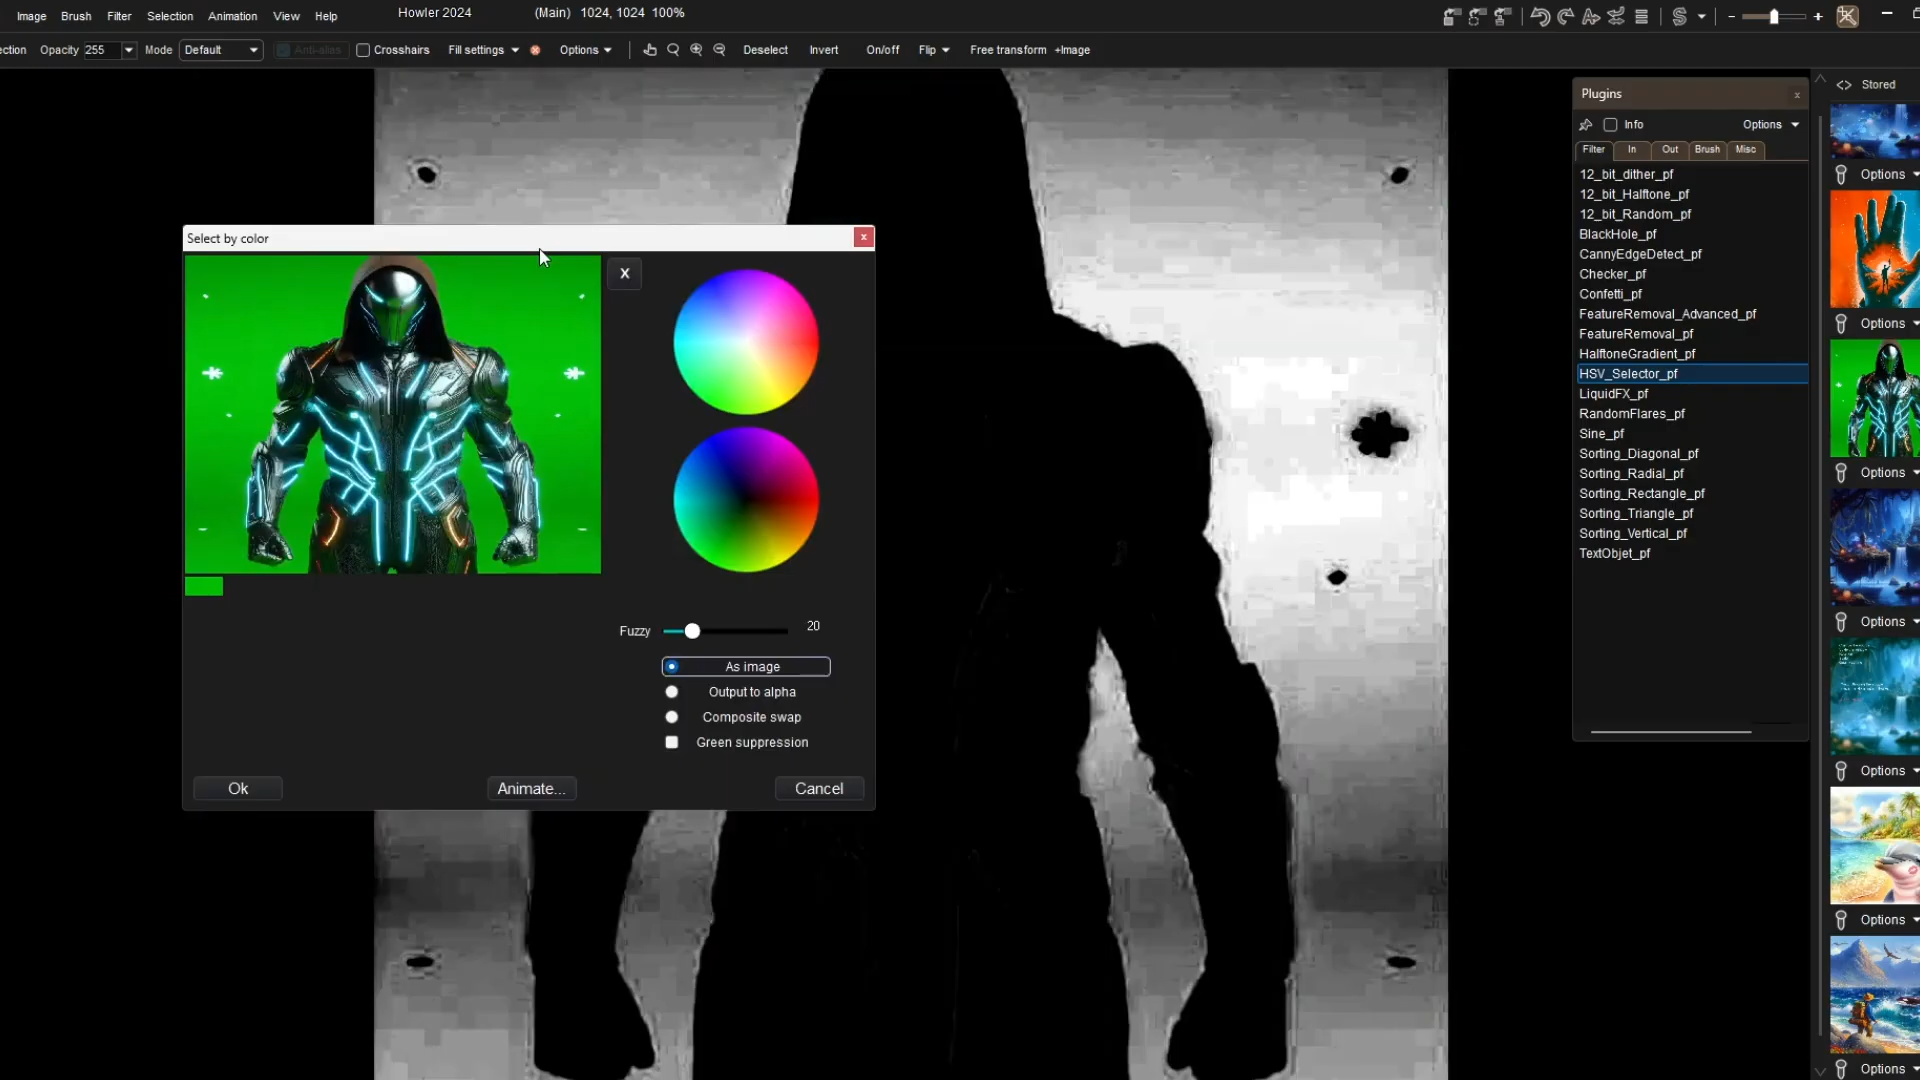 Image Brush Filter Selection Animation View Help Howler 2024 (Main) 1024, 1024 100%
ection Opacity 255 Mode Default Anti-alias Crosshairs Fill settings Options Deselect Invert On/off Flip Free transform +Image
Plugins x
Info Options
Filter In Out Brush Misc
12_bit_dither_pf
12_bit_Halftone_pf
12_bit_Random_pf
BlackHole_pf
CannyEdgeDetect_pf
Checker_pf
Confetti_pf
FeatureRemoval_Advanced_pf
FeatureRemoval_pf
HalftoneGradient_pf
HSV_Selector_pf
LiquidFX_pf
RandomFlares_pf
Sine_pf
Sorting_Diagonal_pf
Sorting_Radial_pf
Sorting_Rectangle_pf
Sorting_Triangle_pf
Sorting_Vertical_pf
TextObjet_pf
<> Stored
Options
Options
Options
Options
Options
Options
Options
Select by color x
X
Fuzzy 20
As image
Output to alpha
Composite swap
Green suppression
Ok Animate... Cancel